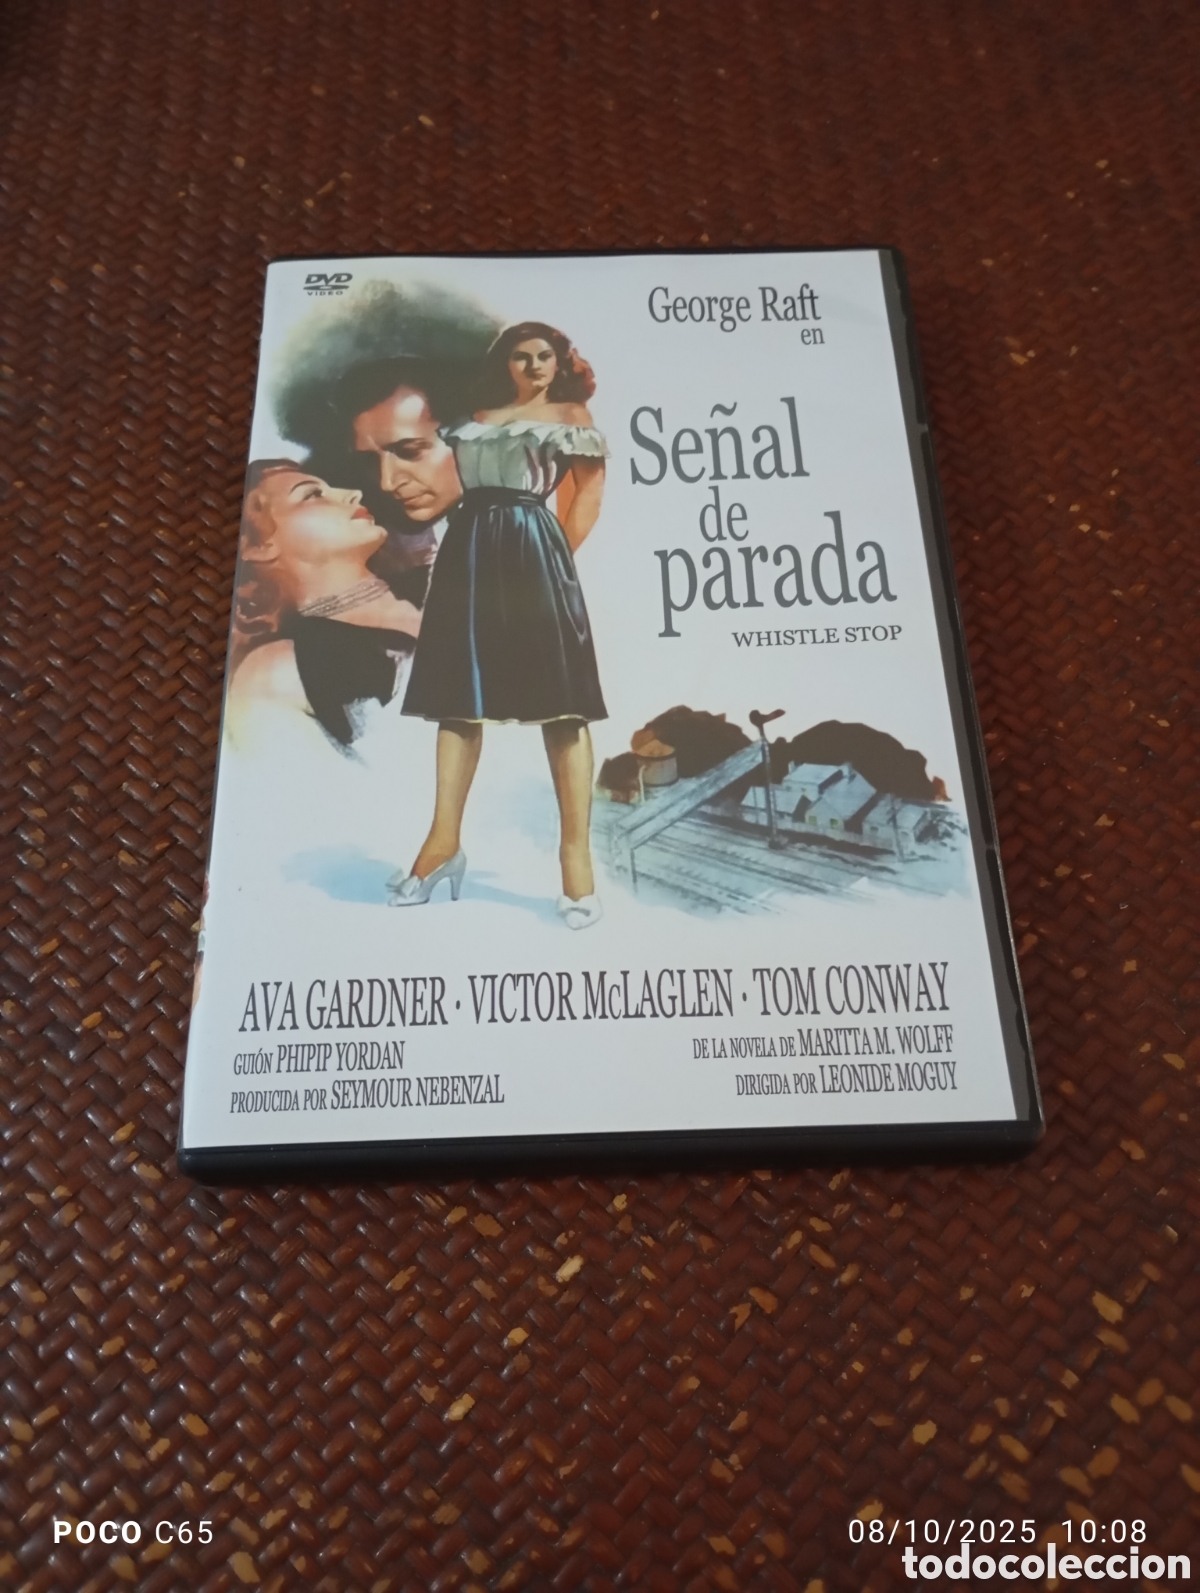 DVD
VIDEO
George Raft
en
Señal
de
parada
WHISTLE STOP
AVA GARDNER · VICTOR McLAGLEN · TOM CONWAY
GUIÓN PHIPIP YORDAN
DE LA NOVELA DE MARITTA M. WOLFF
PRODUCIDA POR SEYMOUR NEBENZAL
DIRIGIDA POR LEONIDE MOGUY
POCO C65
08/10/2025 10:08
todocoleccion